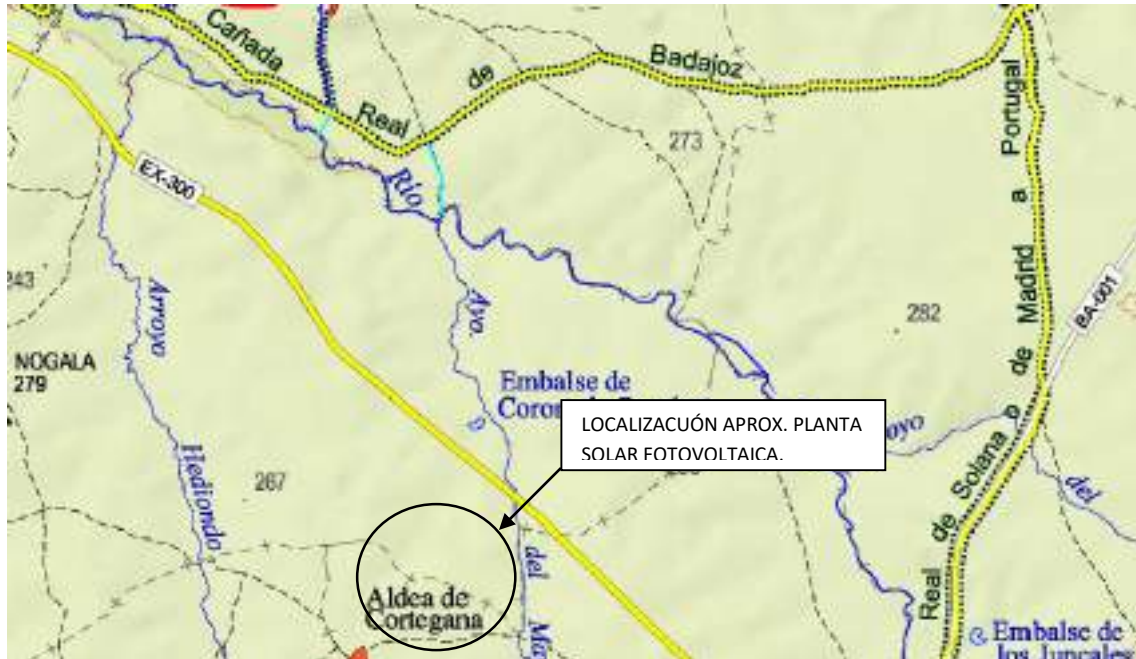 Cañada
Real
de
Badajoz
Portugal
a
Madrid
de
o
Solana
de
Real
273
EX-300
Río
BA-001
243
Arroyo
282
NOGALA
279
Avo.
Embalse de
LOCALIZACUÓN APROX. PLANTA
SOLAR FOTOVOLTAICA.
Hediondo
267
del
del
Aldea de
Cortegana
Embalse de
los Juncales